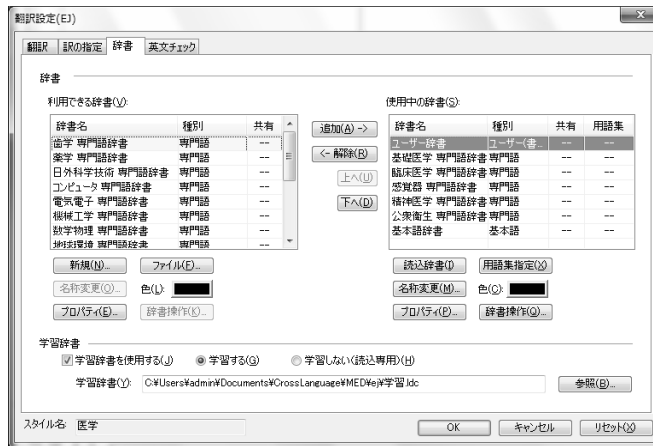 翻訳設定(EJ)
翻訳 訳の指定 辞書 英文チェック
辞書
利用できる辞書(V):
辞書名 種別 共有
歯学 専門語辞書 専門語 --
薬学 専門語辞書 専門語 --
日外科学技術 専門語辞書 専門語 --
コンピュータ 専門語辞書 専門語 --
電気電子 専門語辞書 専門語 --
機械工学 専門語辞書 専門語 --
数学物理 専門語辞書 専門語 --
地球環境 専門語辞書 専門語 --
追加(A) ->
<- 解除(R)
上へ(U)
下へ(D)
使用中の辞書(S):
辞書名 種別 共有 用語集
ユーザー辞書 ユーザー(書... -- --
基礎医学 専門語辞書 専門語 -- --
臨床医学 専門語辞書 専門語 -- --
感覚器 専門語辞書 専門語 -- --
精神医学 専門語辞書 専門語 -- --
公衆衛生 専門語辞書 専門語 -- --
基本語辞書 基本語 -- --
新規(N)... ファイル(F)...
名称変更(O)... 色(L):
プロパティ(E)... 辞書操作(K)...
読込辞書(I) 用語集指定(X)
名称変更(M)... 色(C):
プロパティ(P)... 辞書操作(Q)...
学習辞書
学習辞書を使用する(J) 学習する(G) 学習しない(読込専用)(H)
学習辞書(Y): C:¥Users¥admin¥Documents¥CrossLanguage¥MED¥ej¥学習.ldc 参照(B)...
スタイル名: 医学 OK キャンセル リセット(X)